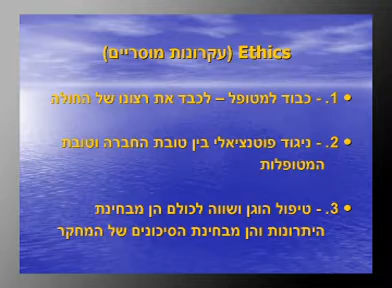 Ethics (עקרונות מוסריים)
1. - כבוד למטופל – לכבד את רצונו של החולה
2. - ניגוד פוטנציאלי בין טובת החברה וטובת
המטופלות
3. - טיפול הוגן ושווה לכולם הן מבחינת
היתרונות והן מבחינת הסיכונים של המחקר